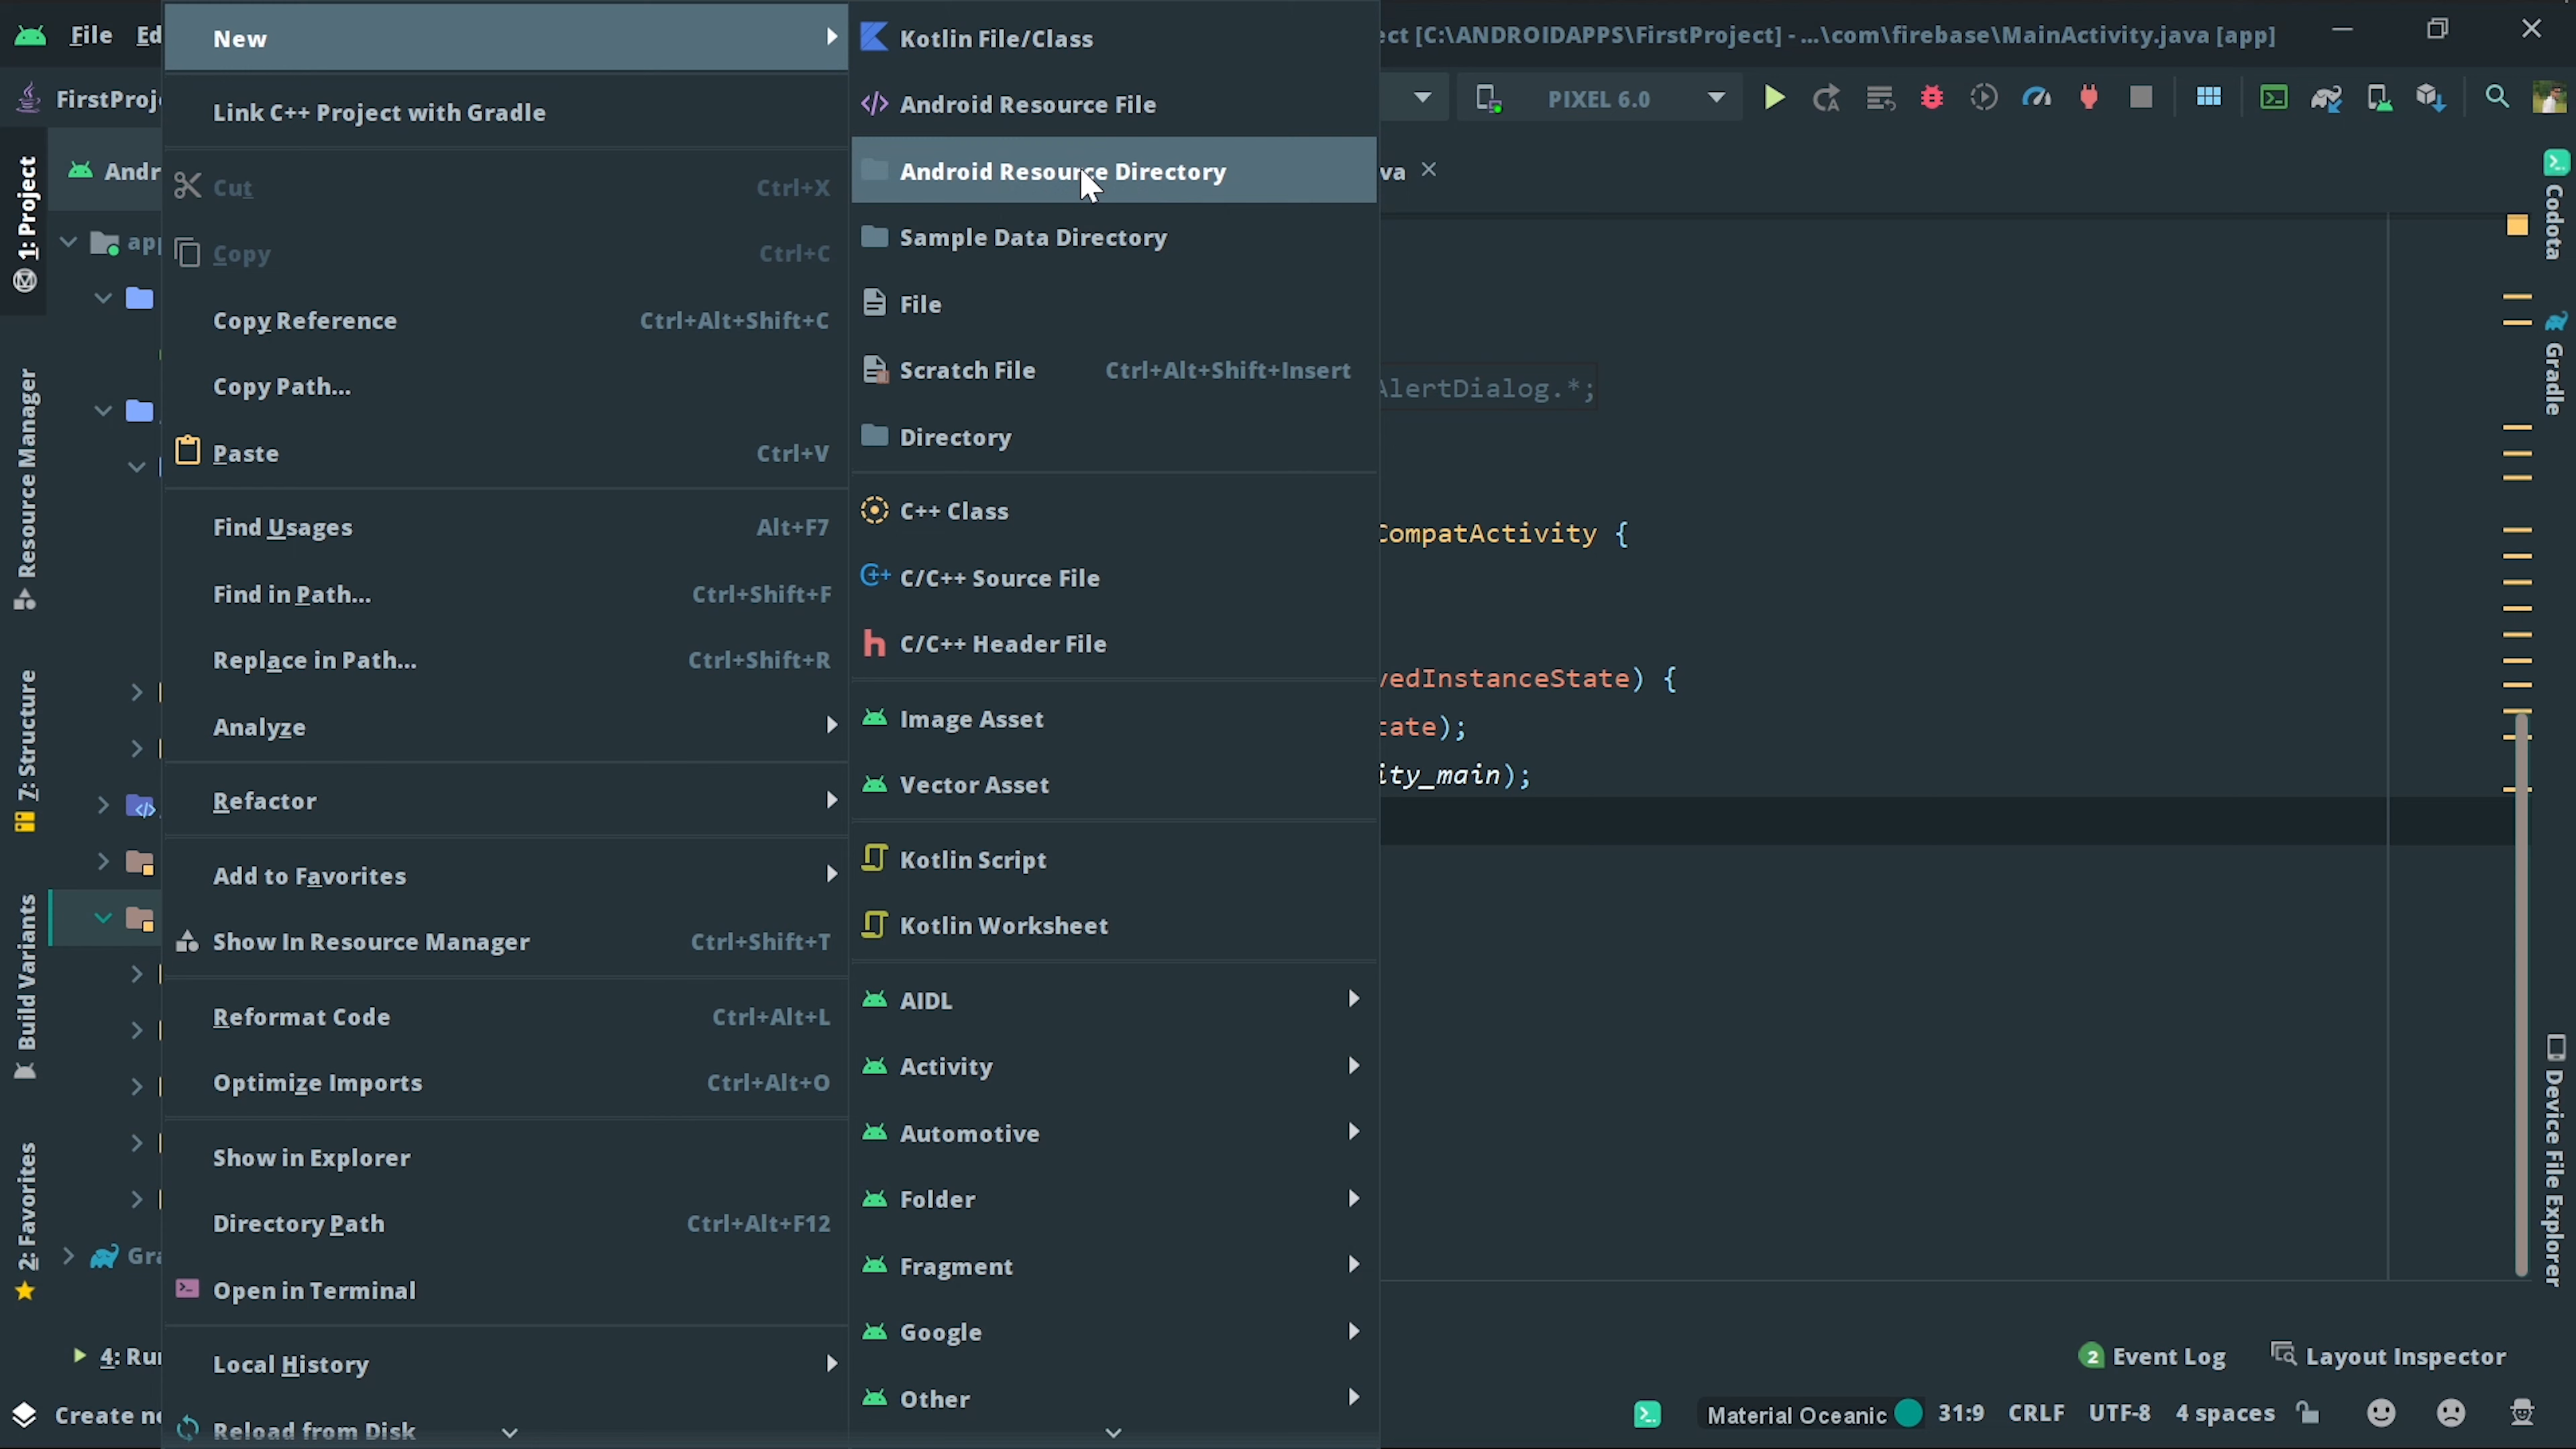 File Ed
ect [C:\ANDROIDAPPS\FirstProject] - ...\com\firebase\MainActivity.java [app]
FirstProj
PIXEL 6.0
1: Project
Resource Manager
7: Structure
Build Variants
2: Favorites
Andr
app
Gra
4: Run
Create ne
New
Link C++ Project with Gradle
Cut Ctrl+X
Copy Ctrl+C
Copy Reference Ctrl+Alt+Shift+C
Copy Path...
Paste Ctrl+V
Find Usages Alt+F7
Find in Path... Ctrl+Shift+F
Replace in Path... Ctrl+Shift+R
Analyze
Refactor
Add to Favorites
Show In Resource Manager Ctrl+Shift+T
Reformat Code Ctrl+Alt+L
Optimize Imports Ctrl+Alt+O
Show in Explorer
Directory Path Ctrl+Alt+F12
Open in Terminal
Local History
Reload from Disk
Kotlin File/Class
Android Resource File
Android Resource Directory
Sample Data Directory
File
Scratch File Ctrl+Alt+Shift+Insert
Directory
C++ Class
C/C++ Source File
C/C++ Header File
Image Asset
Vector Asset
Kotlin Script
Kotlin Worksheet
AIDL
Activity
Automotive
Folder
Fragment
Google
Other
va
AlertDialog.*;
CompatActivity {
vedInstanceState) {
tate);
ity_main);
Codota
Gradle
Device File Explorer
2 Event Log Layout Inspector
Material Oceanic 31:9 CRLF UTF-8 4 spaces